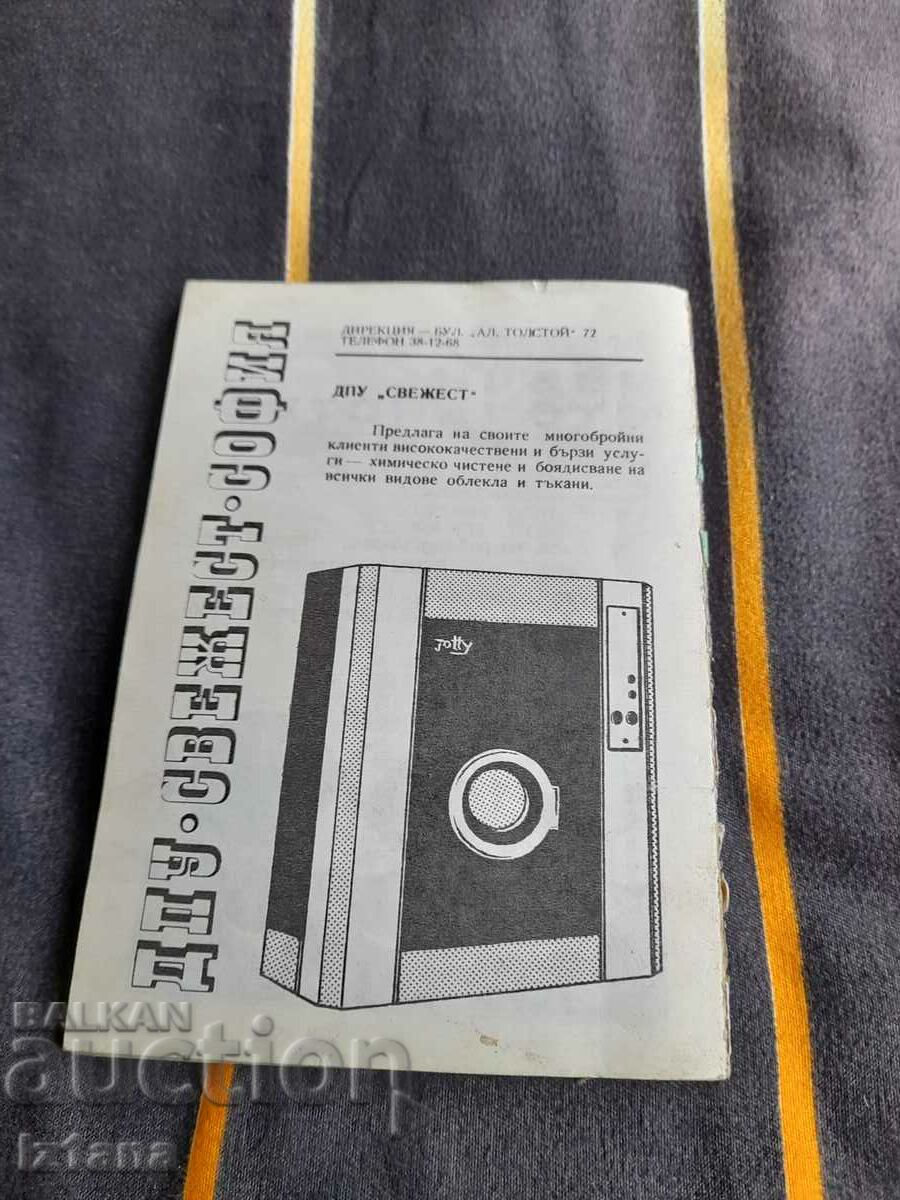 ДПУ·СВЕЖЕСТ·СОФИЯ
ДИРЕКЦИЯ — БУЛ. „АЛ. ТОЛСТОЙ“ 72
ТЕЛЕФОН 38-12-68
ДПУ „СВЕЖЕСТ“
Предлага на своите многобройни
клиенти висококачествени и бързи услу-
ги — химическо чистене и боядисване на
всички видове облекла и тъкани.
Jotty
BALKAN
auction
Iztana